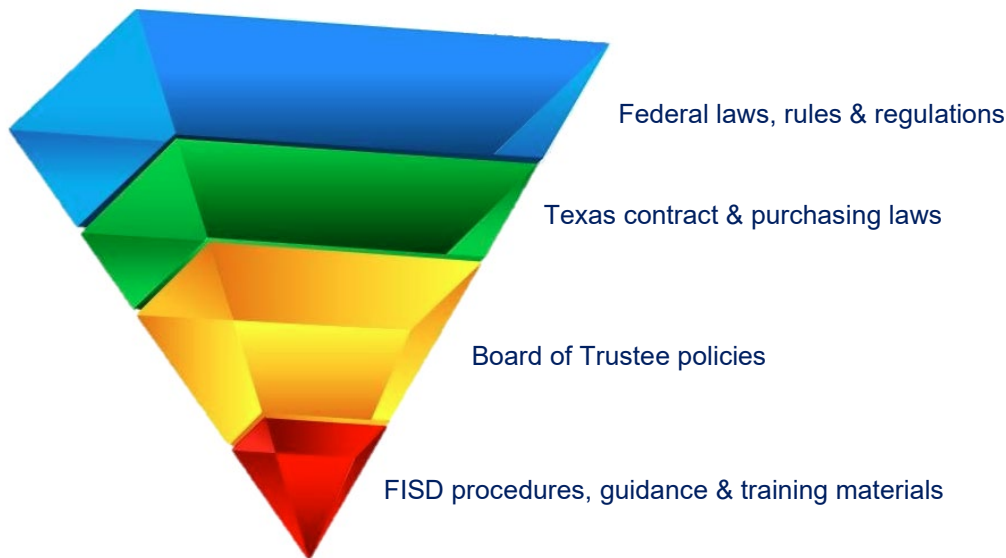 Federal laws, rules & regulations
Texas contract & purchasing laws
Board of Trustee policies
FISD procedures, guidance & training materials